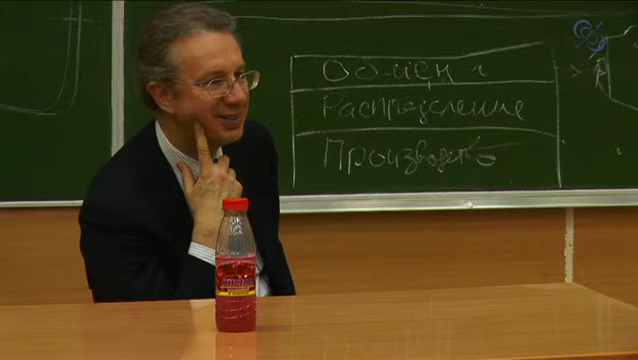 Обмен
Распределение
Производство